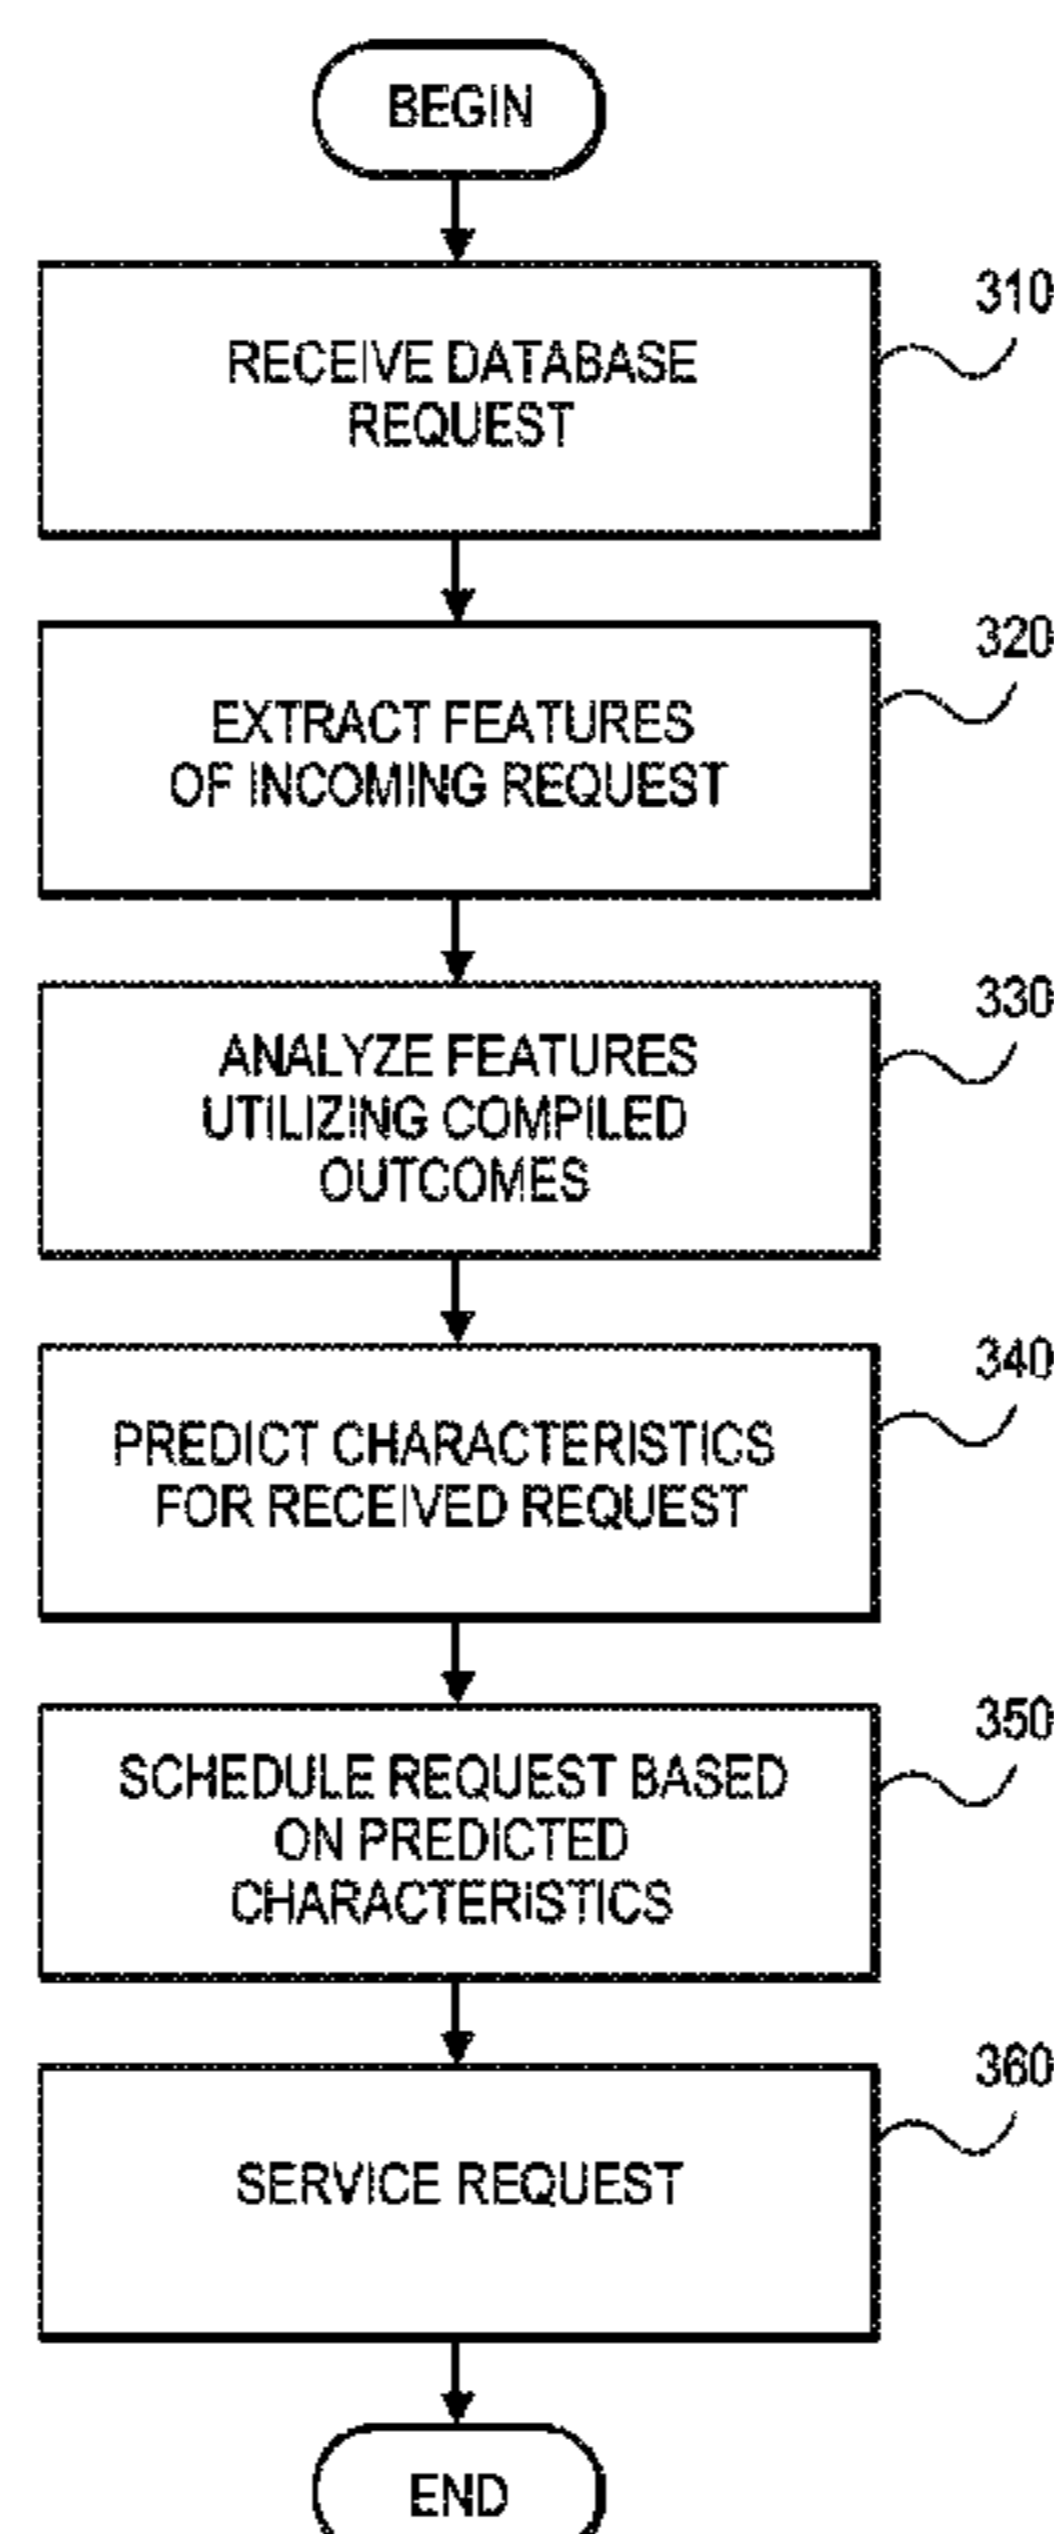 BEGIN
310
RECEIVE DATABASE
REQUEST
320
EXTRACT FEATURES
OF INCOMING REQUEST
330
ANALYZE FEATURES
UTILIZING COMPILED
OUTCOMES
340
PREDICT CHARACTERISTICS
FOR RECEIVED REQUEST
350
SCHEDULE REQUEST BASED
ON PREDICTED
CHARACTERISTICS
360
SERVICE REQUEST
END